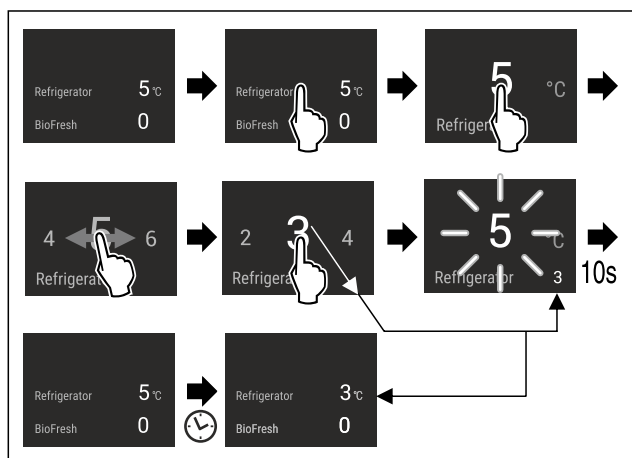 Refrigerator 5 °C
BioFresh 0
Refrigerator 5 °C
BioFresh 0
5 °C
Refriger
4 5 6
Refrigerat
2 3 4
Refrigera
5 °C
Refrigerator 3
10s
Refrigerator 5 °C
BioFresh 0
Refrigerator 3 °C
BioFresh 0